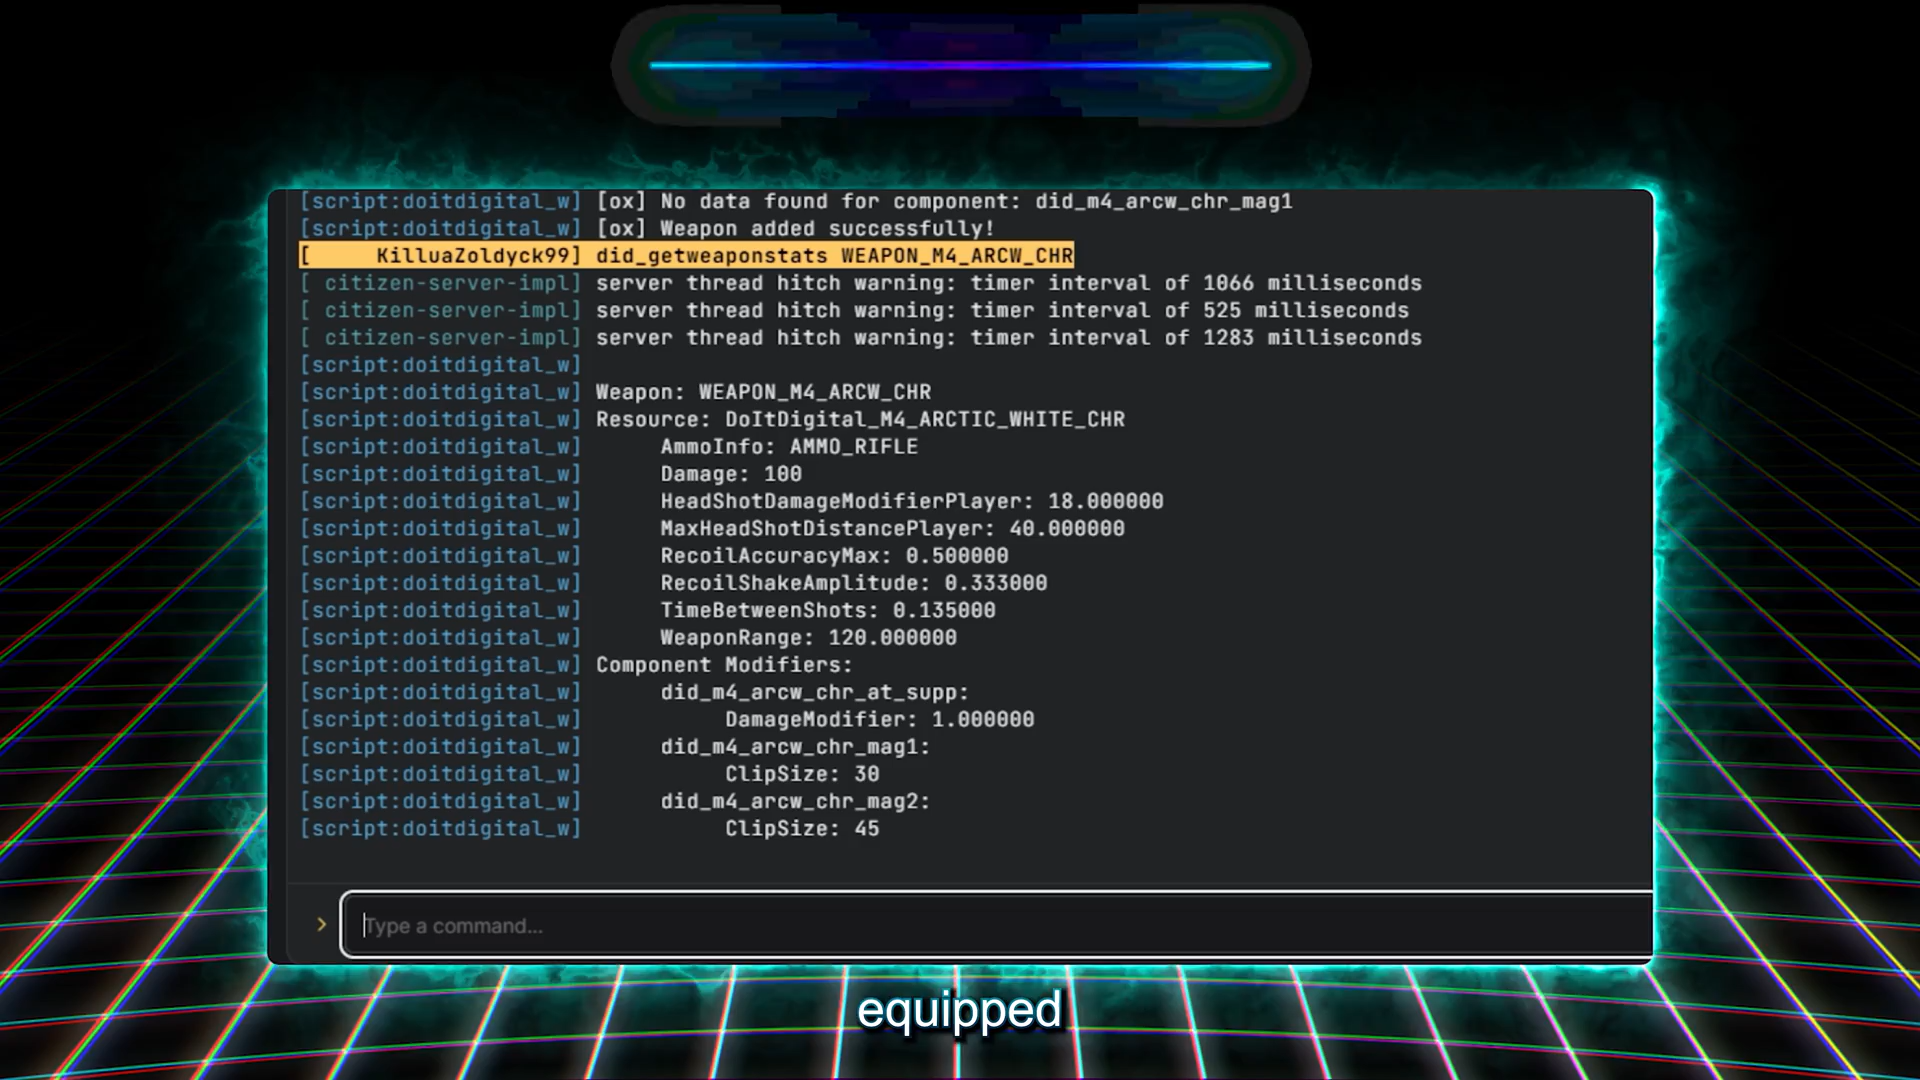 [script:doitdigital_w] [ox] No data found for component: did_m4_arcw_chr_mag1
[script:doitdigital_w] [ox] Weapon added successfully!
[      KilluaZoldyck99] did_getweaponstats WEAPON_M4_ARCW_CHR
[ citizen-server-impl] server thread hitch warning: timer interval of 1066 milliseconds
[ citizen-server-impl] server thread hitch warning: timer interval of 525 milliseconds
[ citizen-server-impl] server thread hitch warning: timer interval of 1283 milliseconds
[script:doitdigital_w]
[script:doitdigital_w] Weapon: WEAPON_M4_ARCW_CHR
[script:doitdigital_w] Resource: DoItDigital_M4_ARCTIC_WHITE_CHR
[script:doitdigital_w]      AmmoInfo: AMMO_RIFLE
[script:doitdigital_w]      Damage: 100
[script:doitdigital_w]      HeadShotDamageModifierPlayer: 18.000000
[script:doitdigital_w]      MaxHeadShotDistancePlayer: 40.000000
[script:doitdigital_w]      RecoilAccuracyMax: 0.500000
[script:doitdigital_w]      RecoilShakeAmplitude: 0.333000
[script:doitdigital_w]      TimeBetweenShots: 0.135000
[script:doitdigital_w]      WeaponRange: 120.000000
[script:doitdigital_w] Component Modifiers:
[script:doitdigital_w]      did_m4_arcw_chr_at_supp:
[script:doitdigital_w]           DamageModifier: 1.000000
[script:doitdigital_w]      did_m4_arcw_chr_mag1:
[script:doitdigital_w]           ClipSize: 30
[script:doitdigital_w]      did_m4_arcw_chr_mag2:
[script:doitdigital_w]           ClipSize: 45
> Type a command...
equipped